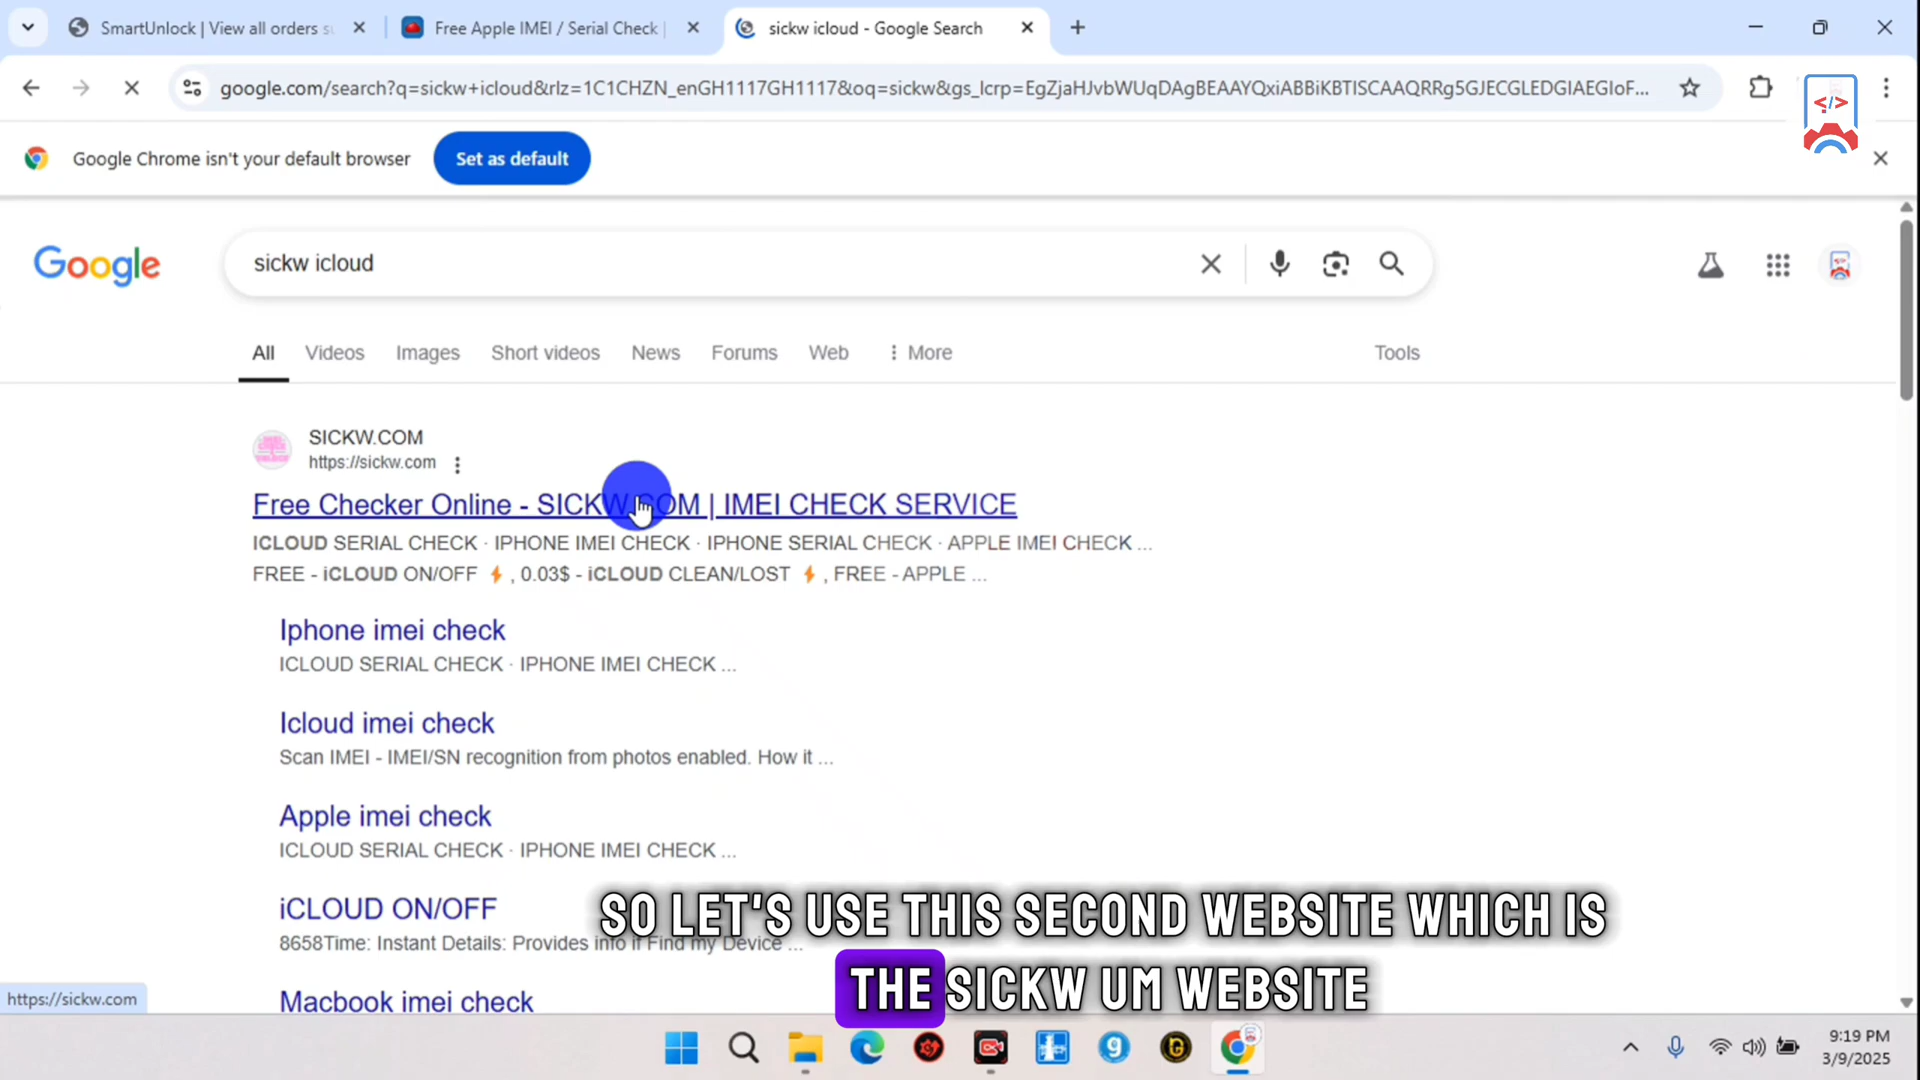 SmartUnlock | View all orders su
Free Apple IMEI / Serial Check |
sickw icloud - Google Search
google.com/search?q=sickw+icloud&rlz=1C1CHZN_enGH1117GH1117&oq=sickw&gs_lcrp=EgZjaHJvbWUqDAgBEAAYQxiABBiKBTISCAAQRRg5GJECGLEDGIAEGIoF...
Google Chrome isn't your default browser
Set as default
Google
sickw icloud
All
Videos
Images
Short videos
News
Forums
Web
More
Tools
SICKW.COM
https://sickw.com
Free Checker Online - SICKW.COM | IMEI CHECK SERVICE
ICLOUD SERIAL CHECK · IPHONE IMEI CHECK · IPHONE SERIAL CHECK · APPLE IMEI CHECK ...
FREE - iCLOUD ON/OFF ⚡, 0.03$ - iCLOUD CLEAN/LOST ⚡, FREE - APPLE ...
Iphone imei check
ICLOUD SERIAL CHECK · IPHONE IMEI CHECK ...
Icloud imei check
Scan IMEI - IMEI/SN recognition from photos enabled. How it ...
Apple imei check
ICLOUD SERIAL CHECK · IPHONE IMEI CHECK ...
iCLOUD ON/OFF
8658Time: Instant Details: Provides info if Find my Device ...
SO LET'S USE THIS SECOND WEBSITE WHICH IS
THE SICKW UM WEBSITE
Macbook imei check
https://sickw.com
9:19 PM
3/9/2025